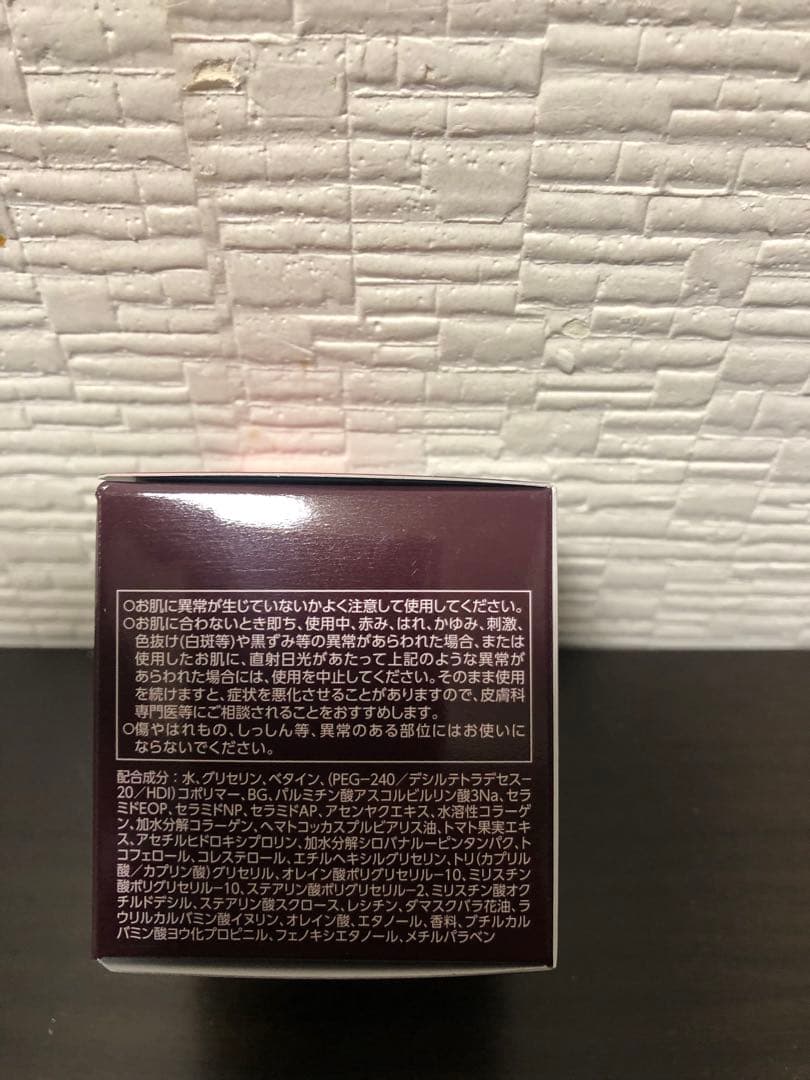 ○お肌に異常が生じていないかよく注意して使用してください。
○お肌に合わないとき即ち、使用中、赤み、はれ、かゆみ、刺激、
色抜け(白斑等)や黒ずみ等の異常があらわれた場合、または
使用したお肌に、直射日光があたって上記のような異常が
あらわれた場合には、使用を中止してください。そのまま使用
を続けますと、症状を悪化させることがありますので、皮膚科
専門医等にご相談されることをおすすめします。
○傷やはれもの、しっしん等、異常のある部位にはお使いに
ならないでください。
配合成分：水、グリセリン、ベタイン、(PEG−240／デシルテトラデセス−
20／HDI)コポリマー、BG、パルミチン酸アスコルビルリン酸3Na、セラ
ミドEOP、セラミドNP、セラミドAP、アセンヤクエキス、水溶性コラーゲ
ン、加水分解コラーゲン、ヘマトコッカスプルビアリス油、トマト果実エキ
ス、アセチルヒドロキシプロリン、加水分解シロバナルーピンタンパク、ト
コフェロール、コレステロール、エチルヘキシルグリセリン、トリ(カプリル
酸／カプリン酸)グリセリル、オレイン酸ポリグリセリル−10、ミリスチン
酸ポリグリセリル−10、ステアリン酸ポリグリセリル−2、ミリスチン酸オク
チルドデシル、ステアリン酸スクロース、レシチン、ダマスクバラ花油、ラ
ウリルカルバミン酸イヌリン、オレイン酸、エタノール、香料、ブチルカル
バミン酸ヨウ化プロピニル、フェノキシエタノール、メチルパラベン